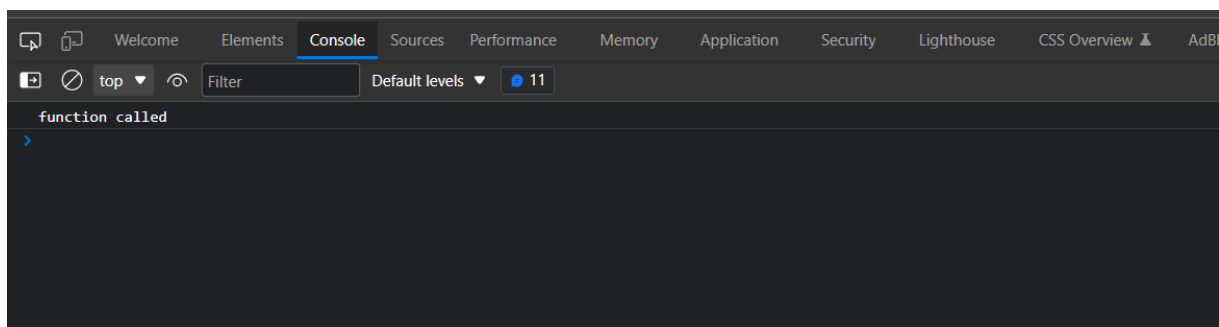 Welcome Elements Console Sources Performance Memory Application Security Lighthouse CSS Overview AdBl
top Filter Default levels 11
function called